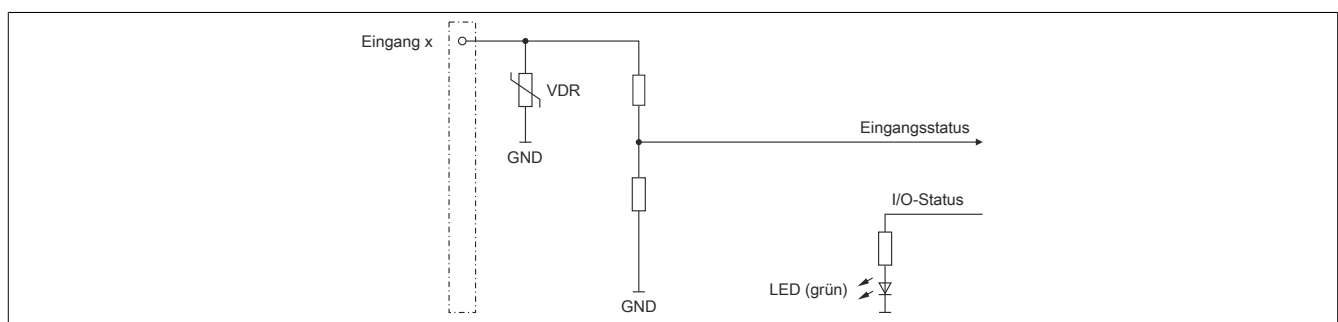 Eingang x
VDR
GND
Eingangsstatus
I/O-Status
LED (grün)
GND